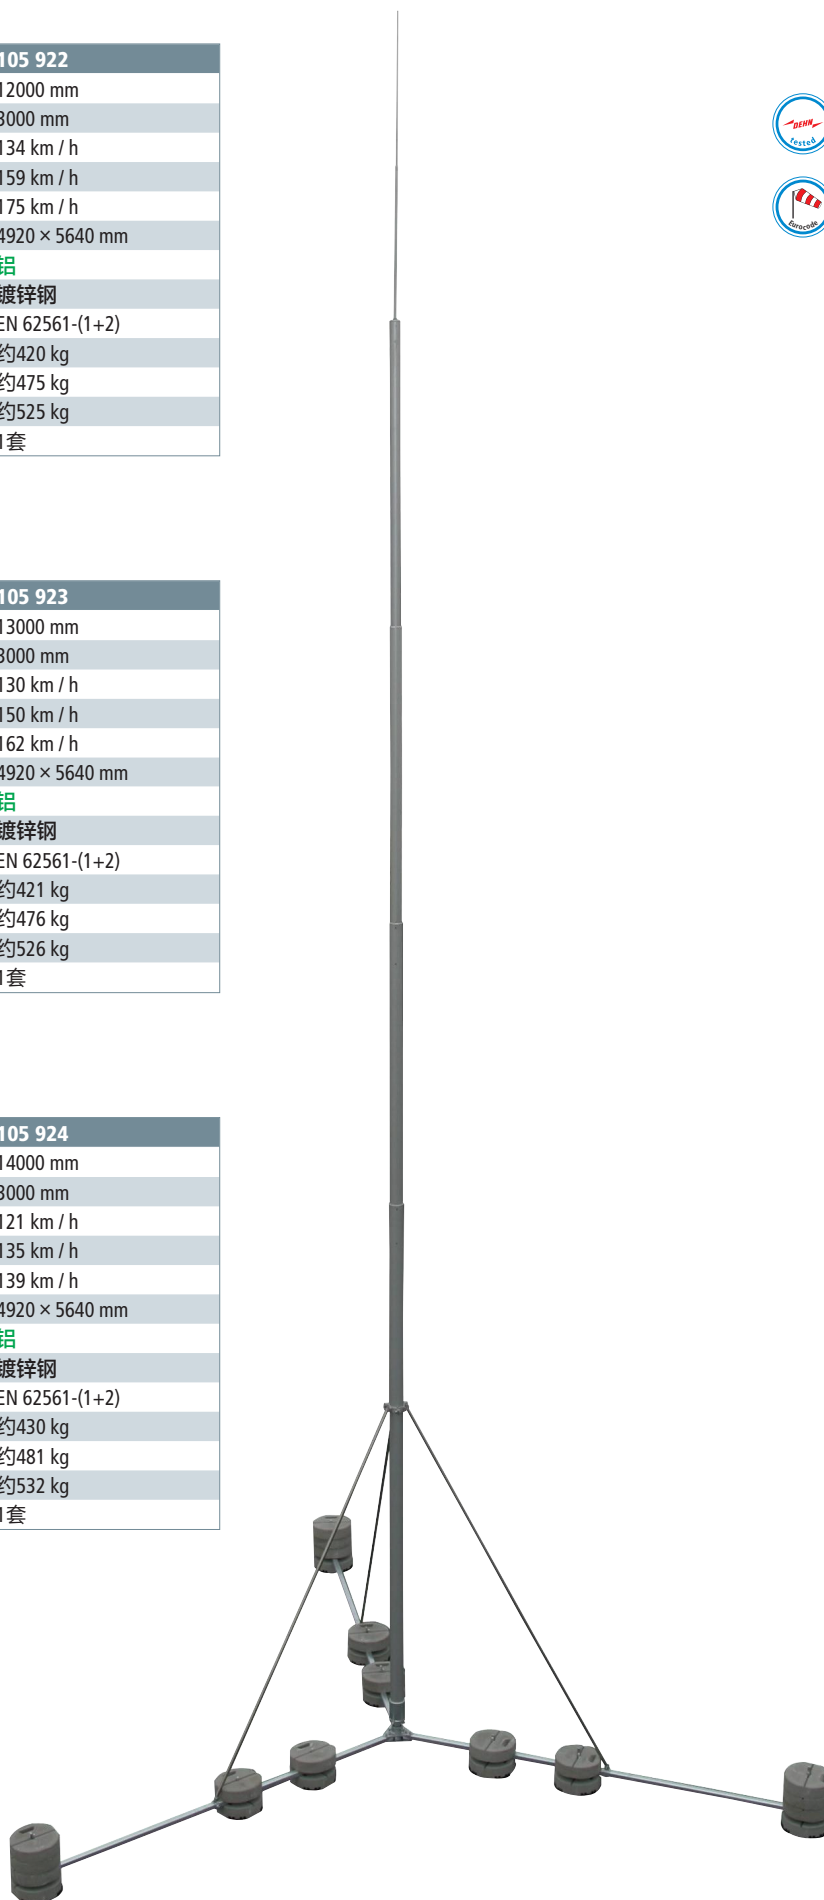 105 922
12000 mm
3000 mm
134 km / h
159 km / h
175 km / h
4920 × 5640 mm
铝
镀锌钢
EN 62561-(1+2)
约420 kg
约475 kg
约525 kg
1套
DEHN
tested
Eurocode
105 923
13000 mm
3000 mm
130 km / h
150 km / h
162 km / h
4920 × 5640 mm
铝
镀锌钢
EN 62561-(1+2)
约421 kg
约476 kg
约526 kg
1套
105 924
14000 mm
3000 mm
121 km / h
135 km / h
139 km / h
4920 × 5640 mm
铝
镀锌钢
EN 62561-(1+2)
约430 kg
约481 kg
约532 kg
1套